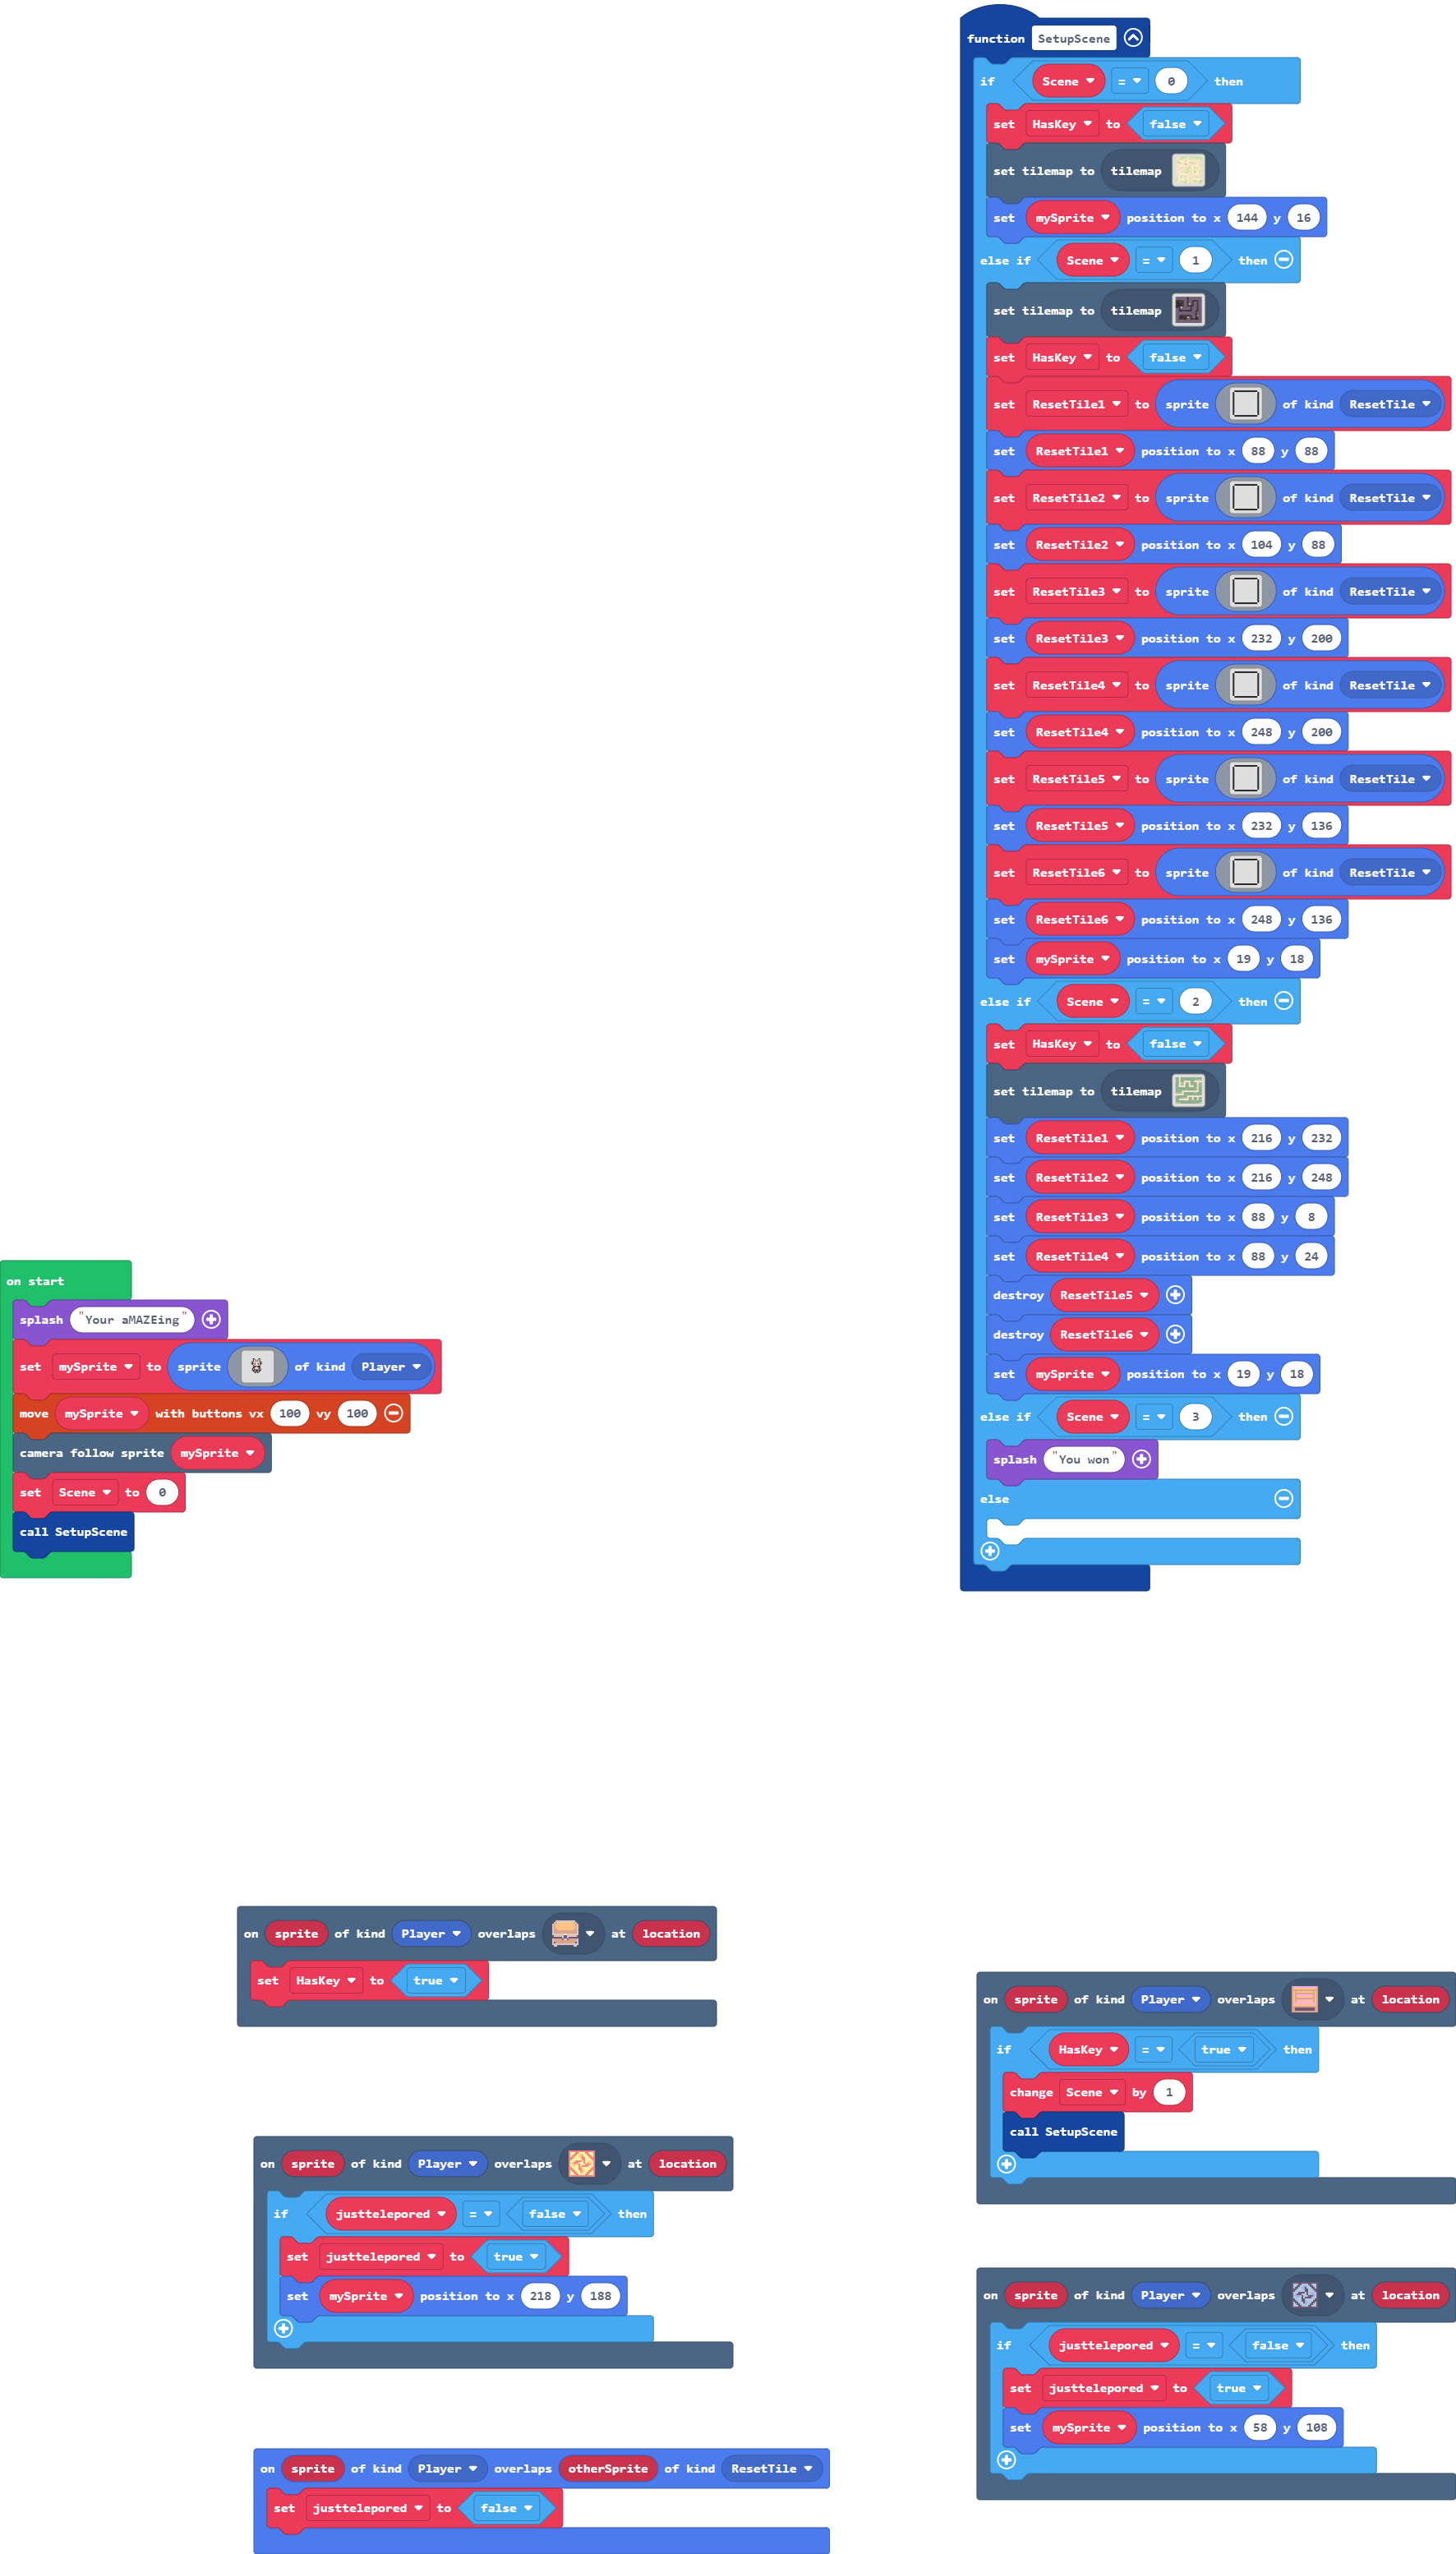 function SetupScene
if Scene = 0 then
set HasKey to false
set tilemap to tilemap
set mySprite position to x 144 y 16
else if Scene = 1 then
set tilemap to tilemap
set HasKey to false
set ResetTile1 to sprite of kind ResetTile
set ResetTile1 position to x 88 y 88
set ResetTile2 to sprite of kind ResetTile
set ResetTile2 position to x 104 y 88
set ResetTile3 to sprite of kind ResetTile
set ResetTile3 position to x 232 y 200
set ResetTile4 to sprite of kind ResetTile
set ResetTile4 position to x 248 y 200
set ResetTile5 to sprite of kind ResetTile
set ResetTile5 position to x 232 y 136
set ResetTile6 to sprite of kind ResetTile
set ResetTile6 position to x 248 y 136
set mySprite position to x 19 y 18
else if Scene = 2 then
set HasKey to false
set tilemap to tilemap
set ResetTile1 position to x 216 y 232
set ResetTile2 position to x 216 y 248
set ResetTile3 position to x 88 y 8
set ResetTile4 position to x 88 y 24
destroy ResetTile5
destroy ResetTile6
set mySprite position to x 19 y 18
else if Scene = 3 then
splash "You won"
else
on start
splash "Your aMAZEing"
set mySprite to sprite of kind Player
move mySprite with buttons vx 100 vy 100
camera follow sprite mySprite
set Scene to 0
call SetupScene
on sprite of kind Player overlaps at location
set HasKey to true
on sprite of kind Player overlaps at location
if HasKey = true then
change Scene by 1
call SetupScene
on sprite of kind Player overlaps at location
if justtelepored = false then
set justtelepored to true
set mySprite position to x 218 y 188
on sprite of kind Player overlaps at location
if justtelepored = false then
set justtelepored to true
set mySprite position to x 58 y 108
on sprite of kind Player overlaps otherSprite of kind ResetTile
set justtelepored to false